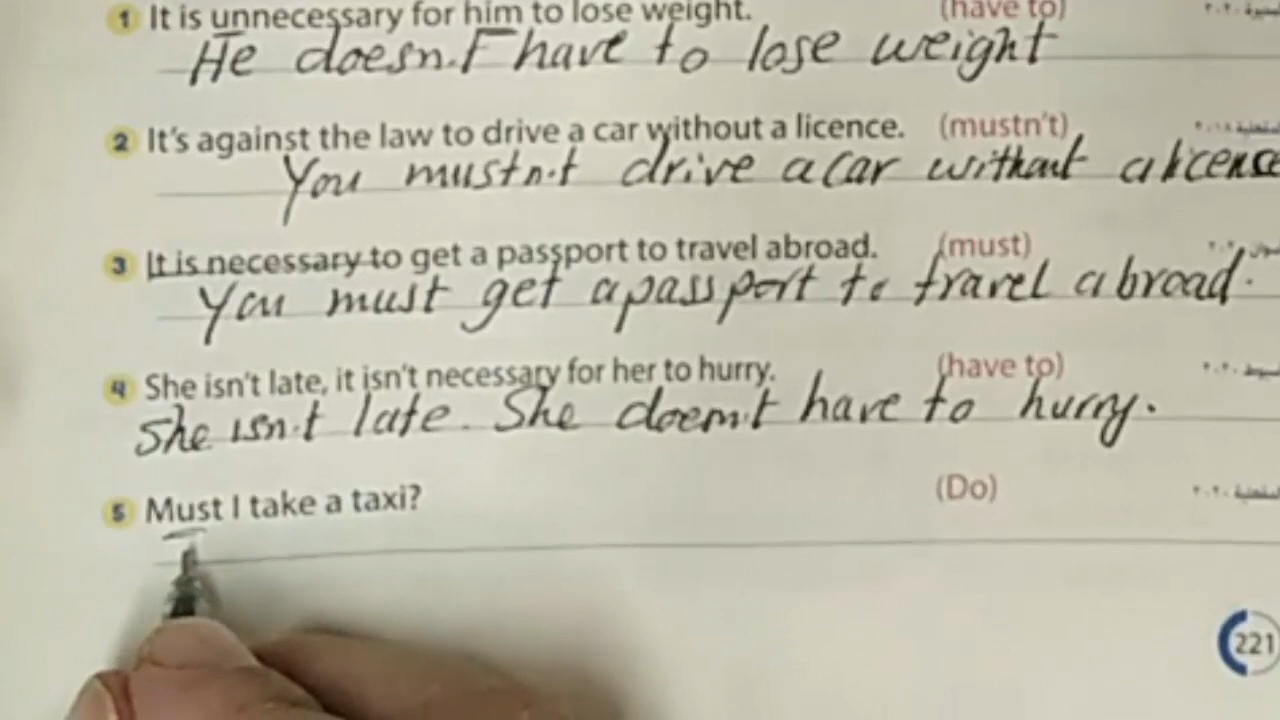 1 It is unnecessary for him to lose weight. (have to)
He doesn't have to lose weight
2 It's against the law to drive a car without a licence. (mustn't)
You mustn't drive a car without a licence
3 It is necessary to get a passport to travel abroad. (must)
You must get a passport to travel abroad.
4 She isn't late, it isn't necessary for her to hurry. (have to)
She isn't late. She doesn't have to hurry.
5 Must I take a taxi? (Do)
221